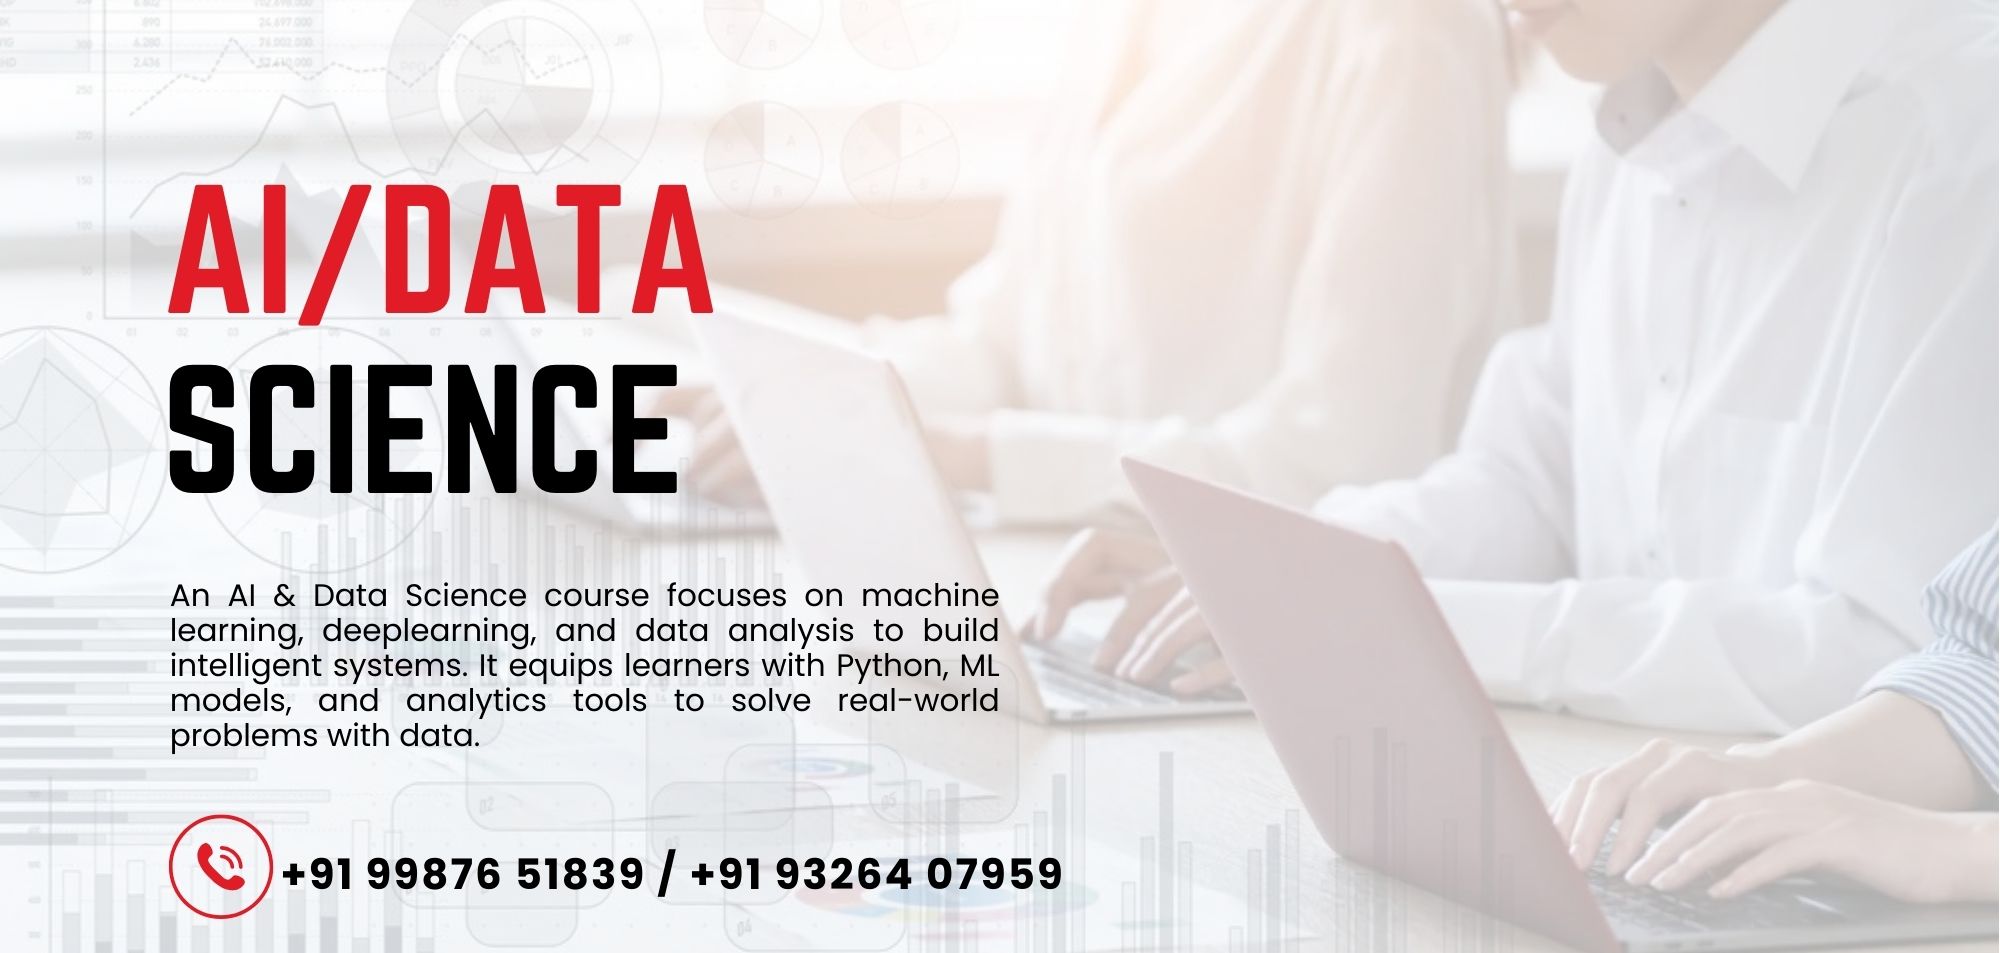 AI/DATA
SCIENCE
An AI & Data Science course focuses on machine
learning, deeplearning, and data analysis to build
intelligent systems. It equips learners with Python, ML
models, and analytics tools to solve real-world
problems with data.
+91 99876 51839 / +91 93264 07959